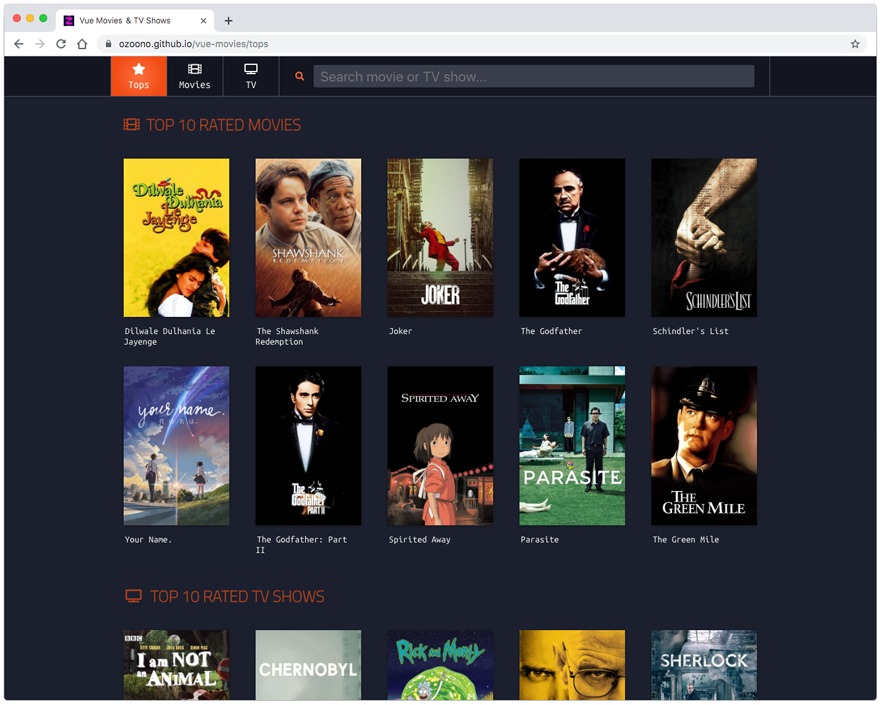 Vue Movies & TV Shows
ozoono.github.io/vue-movies/tops
Tops
Movies
TV
Search movie or TV show...
TOP 10 RATED MOVIES
Dilwale
Dulhania
Le
Jayenge
SHAWSHANK
REDEMPTION
JOKER
The
Godfather
SCHINDLER'S LIST
Dilwale Dulhania Le
Jayenge
The Shawshank
Redemption
Joker
The Godfather
Schindler's List
your name.
君の名は。
The
Godfather
PART II
SPIRITED AWAY
PARASITE
THE
GREEN MILE
Your Name.
The Godfather: Part
II
Spirited Away
Parasite
The Green Mile
TOP 10 RATED TV SHOWS
BBC
I am NOT
an ANIMAL
CHERNOBYL
Rick and Morty
SHERLOCK